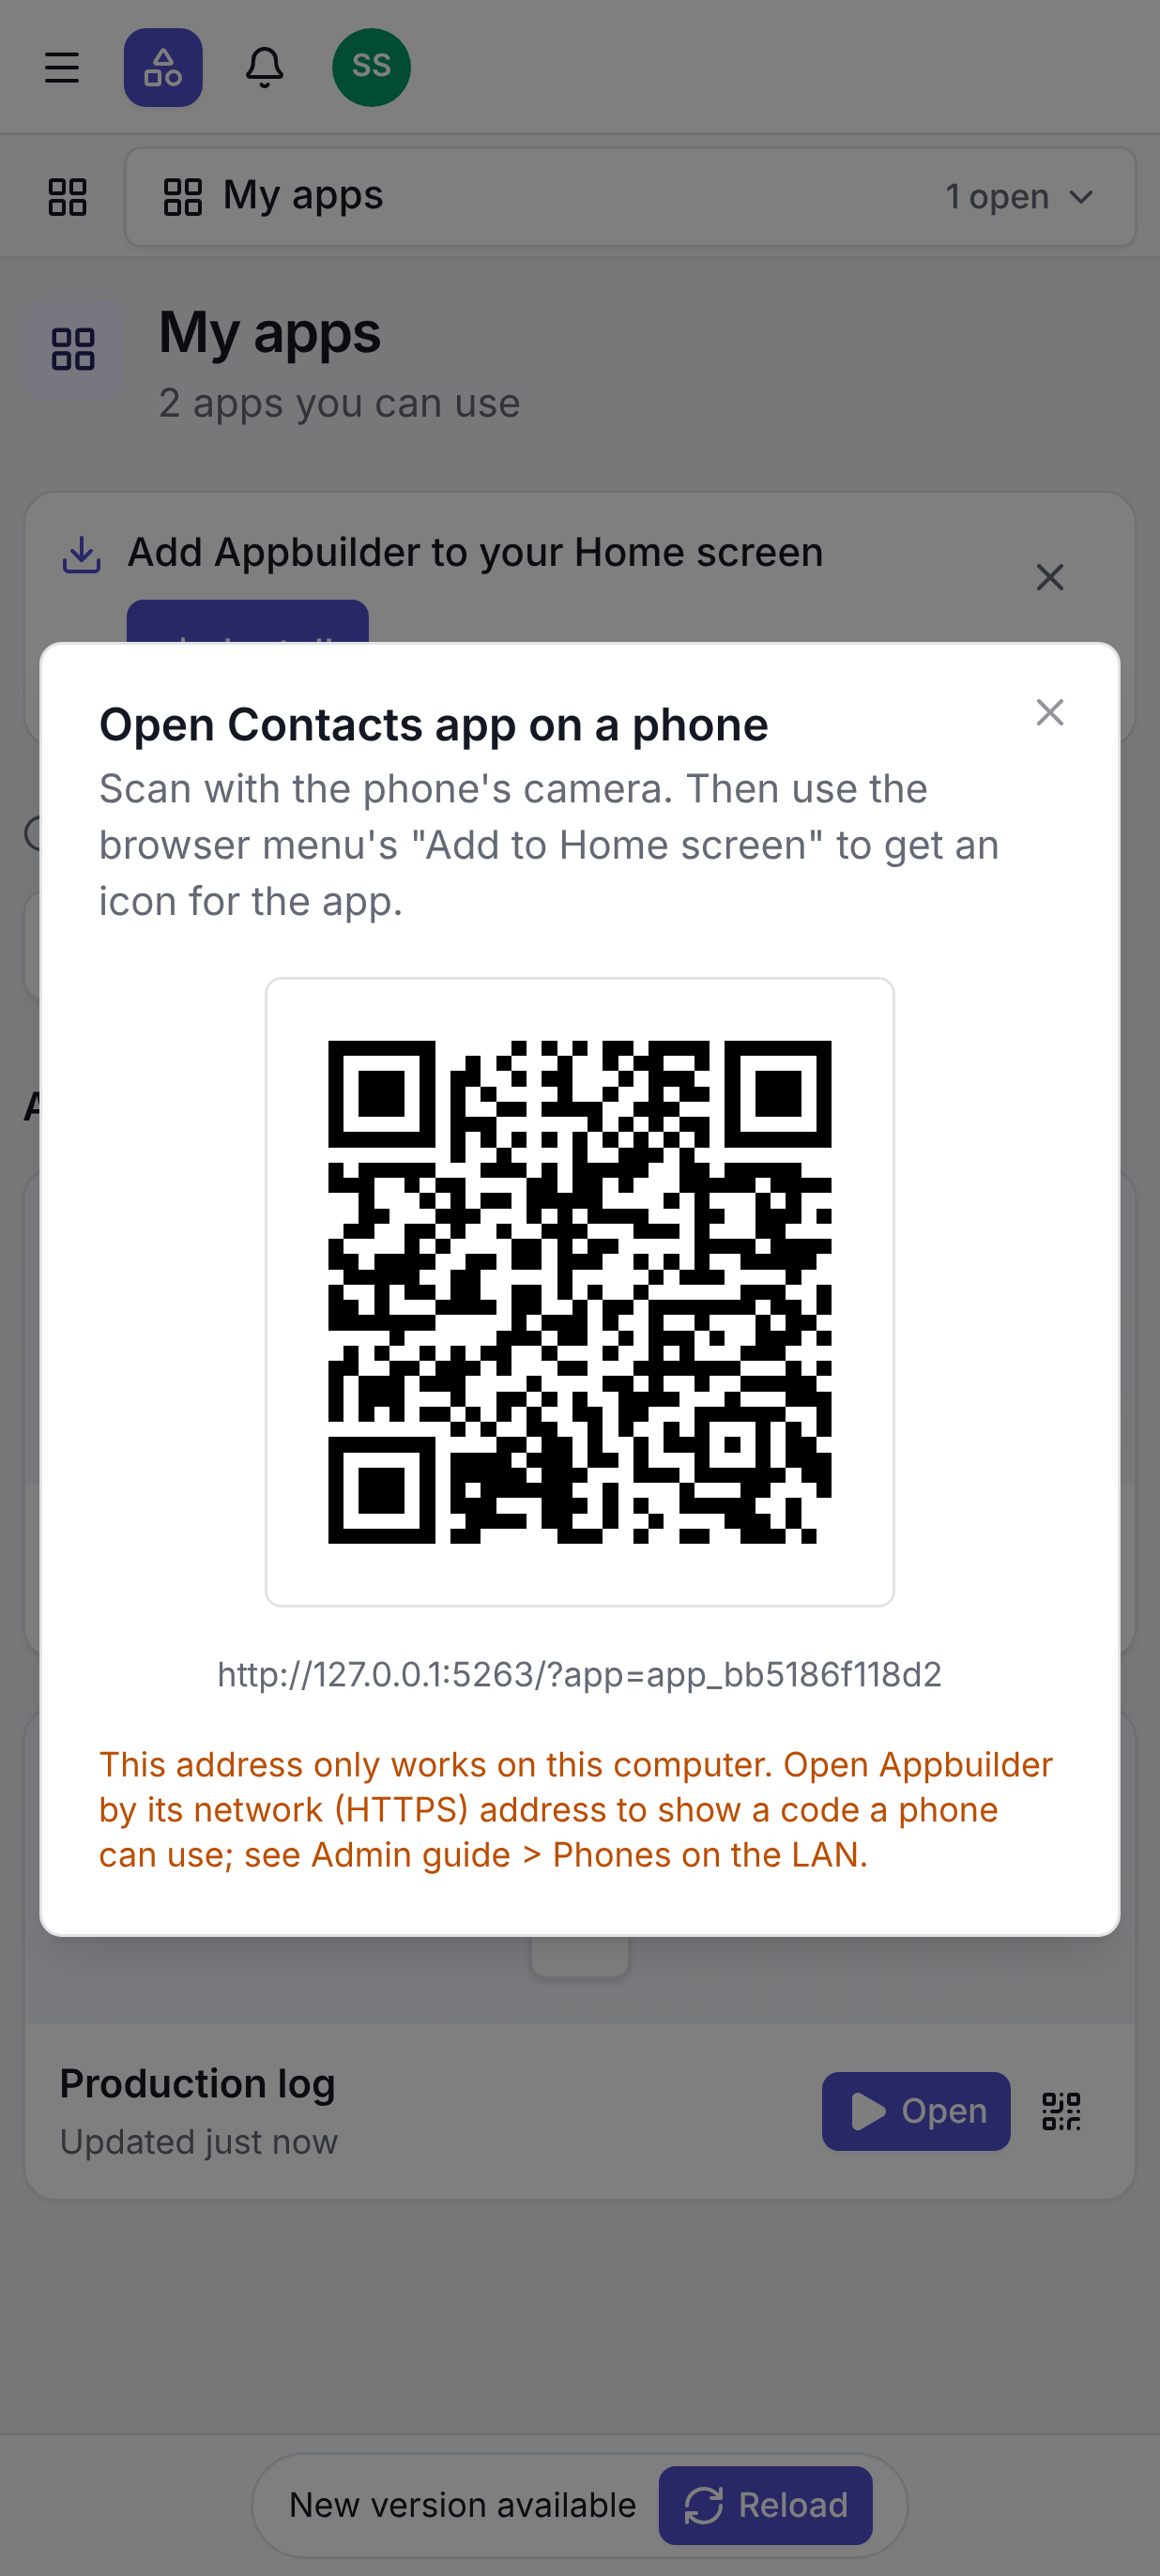 SS
My apps
1 open
My apps
2 apps you can use
Add Appbuilder to your Home screen
Open Contacts app on a phone
Scan with the phone's camera. Then use the
browser menu's "Add to Home screen" to get an
icon for the app.
http://127.0.0.1:5263/?app=app_bb5186f118d2
This address only works on this computer. Open Appbuilder
by its network (HTTPS) address to show a code a phone
can use; see Admin guide > Phones on the LAN.
Production log
Open
Updated just now
New version available
Reload